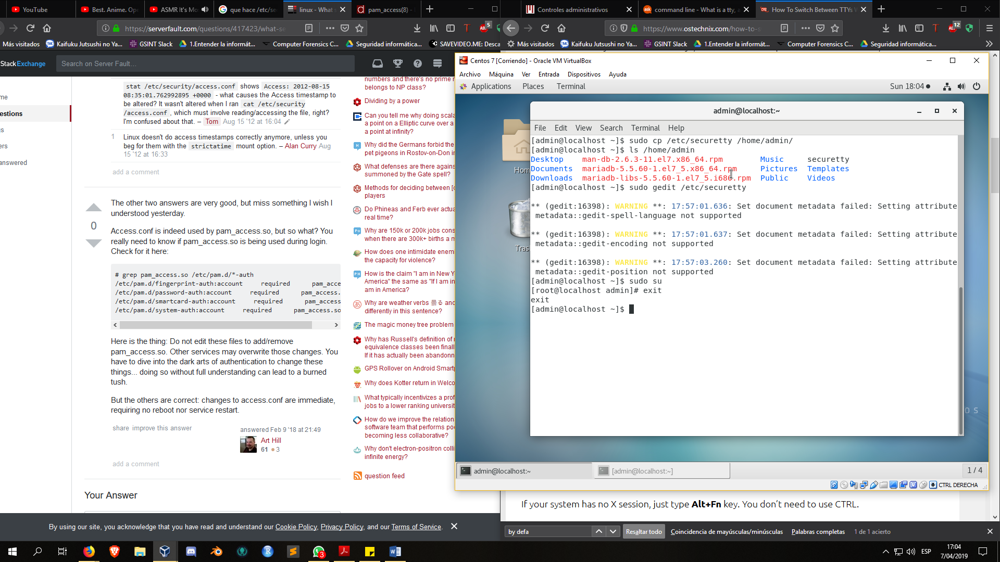 YouTube
Best. Anime. Ope
ASMR It's Mo
que hace /etc/se
linux - What s
pam_access(8) -
Controles administrativos
command line - What is a tty, a
How To Switch Between TTYs W
https://serverfault.com/questions/417423/what-se
5
https://www.ostechnix.com/how-to-s
12
Más visitados
Kaifuku Jutsushi no Ya...
GSINT Slack
1.Entender la informát...
Computer Forensics C...
Seguridad informática...
SAVEVIDEO.ME: Desca
Más visitados
Kaifuku Jutsushi no Ya...
GSINT Slack
1.Entender la informát...
Computer Forensics C...
Seguridad informática...
StackExchange
Search on Server Fault...
me
estions
gs
ers
answered
stat /etc/security/access.conf shows Access: 2012-08-15
08:35:01.762992895 +0000 - what causes the Access timestamp to
be altered? It wasn't altered when I ran cat /etc/security
/access.conf , which must involve reading/accessing the file, right?
I'm confused about that. – Tom Aug 15 '12 at 16:04
1
Linux doesn't do access timestamps correctly anymore, unless you
beg for them with the strictatime mount option. – Alan Curry Aug
15 '12 at 16:33
add a comment
0
The other two answers are very good, but miss something I wish I
understood yesterday.
Access.conf is indeed used by pam_access.so, but so what? You
really need to know if pam_access.so is being used during login.
Check for it here:
# grep pam_access.so /etc/pam.d/*-auth
/etc/pam.d/fingerprint-auth:account required pam_acce
/etc/pam.d/password-auth:account required pam_access
/etc/pam.d/smartcard-auth:account required pam_access
/etc/pam.d/system-auth:account required pam_access.so
Here is the thing: Do not edit these files to add/remove
pam_access.so. Other services may overwrite those changes. You
have to dive into the dark arts of authentication to change these
things... doing so without full understanding can lead to a burned
tush.
But the others are correct: changes to access.conf are immediate,
requiring no reboot nor service restart.
share improve this answer
answered Feb 9 '18 at 21:49
Art Hill
61 3
add a comment
Your Answer
numbers and there's no prime n
belongs to NP class?
Dividing by a power
Can you tell me why doing scala
a point on a Elliptic curve over a
a point at infinity?
Why did the Germans forbid the
pet pigeons in Rostov-on-Don in
What defenses are there agains
summoned by the Gate spell?
Methods for deciding between [o
players
Do Phineas and Ferb ever actua
real time?
Why are 150k or 200k jobs cons
when there are 300k+ births a m
How does one intimidate enemi
the capacity for violence?
How is the claim "I am in New Y
America" the same as "If I am in
am in America?
Why are weather verbs 曇る and
differently in this sentence?
The magic money tree problem
Why has Russell's definition of n
equivalence classes been finall
If it has actually been abandonn
GPS Rollover on Android Smartp
Why does Kotter return in Welco
What typically incentivizes a prof
jobs to a lower ranking universit
How do we improve the relation
software team that performs poo
becoming less collaborative?
Why don't electron-positron colli
infinite energy?
question feed
By using our site, you acknowledge that you have read and understand our Cookie Policy, Privacy Policy, and our Terms of Service.
Centos 7 [Corriendo] - Oracle VM VirtualBox
Archivo Máquina Ver Entrada Dispositivos Ayuda
Applications Places Terminal
Sun 18:04
Hom
Tras
O S
admin@localhost:~
File Edit View Search Terminal Help
[admin@localhost ~]$ sudo cp /etc/securetty /home/admin/
[admin@localhost ~]$ ls /home/admin
Desktop man-db-2.6.3-11.el7.x86_64.rpm Music securetty
Documents mariadb-5.5.60-1.el7_5.x86_64.rpm Pictures Templates
Downloads mariadb-libs-5.5.60-1.el7_5.i686.rpm Public Videos
[admin@localhost ~]$ sudo gedit /etc/securetty
** (gedit:16398): WARNING **: 17:57:01.636: Set document metadata failed: Setting attribute
metadata::gedit-spell-language not supported
** (gedit:16398): WARNING **: 17:57:01.637: Set document metadata failed: Setting attribute
metadata::gedit-encoding not supported
** (gedit:16398): WARNING **: 17:57:03.260: Set document metadata failed: Setting attribute
metadata::gedit-position not supported
[admin@localhost ~]$ sudo su
[root@localhost admin]# exit
exit
[admin@localhost ~]$
admin@localhost:~
[admin@localhost:~]
1 / 4
CTRL DERECHA
If your system has no X session, just type Alt+Fn key. You don't need to use CTRL.
by defa
Resaltar todo
Coincidencia de mayúsculas/minúsculas
Palabras completas
1 de 1 acierto
3
ESP
17:04
7/04/2019